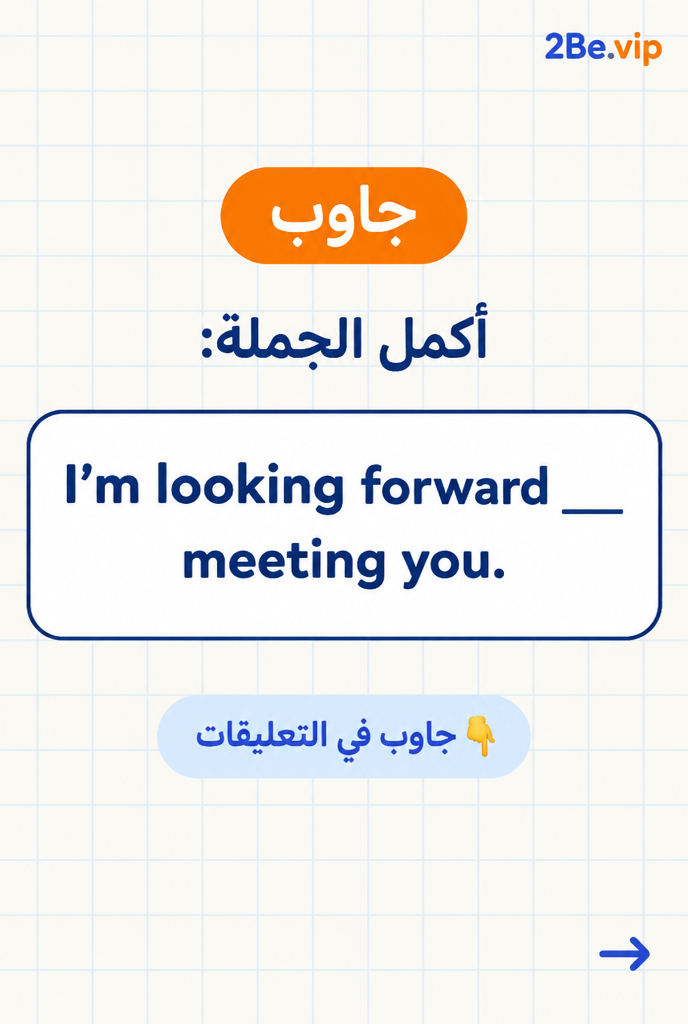 2Be.vip
جاوب
أكمل الجملة:
I’m looking forward __
meeting you.
👇 جاوب في التعليقات
→